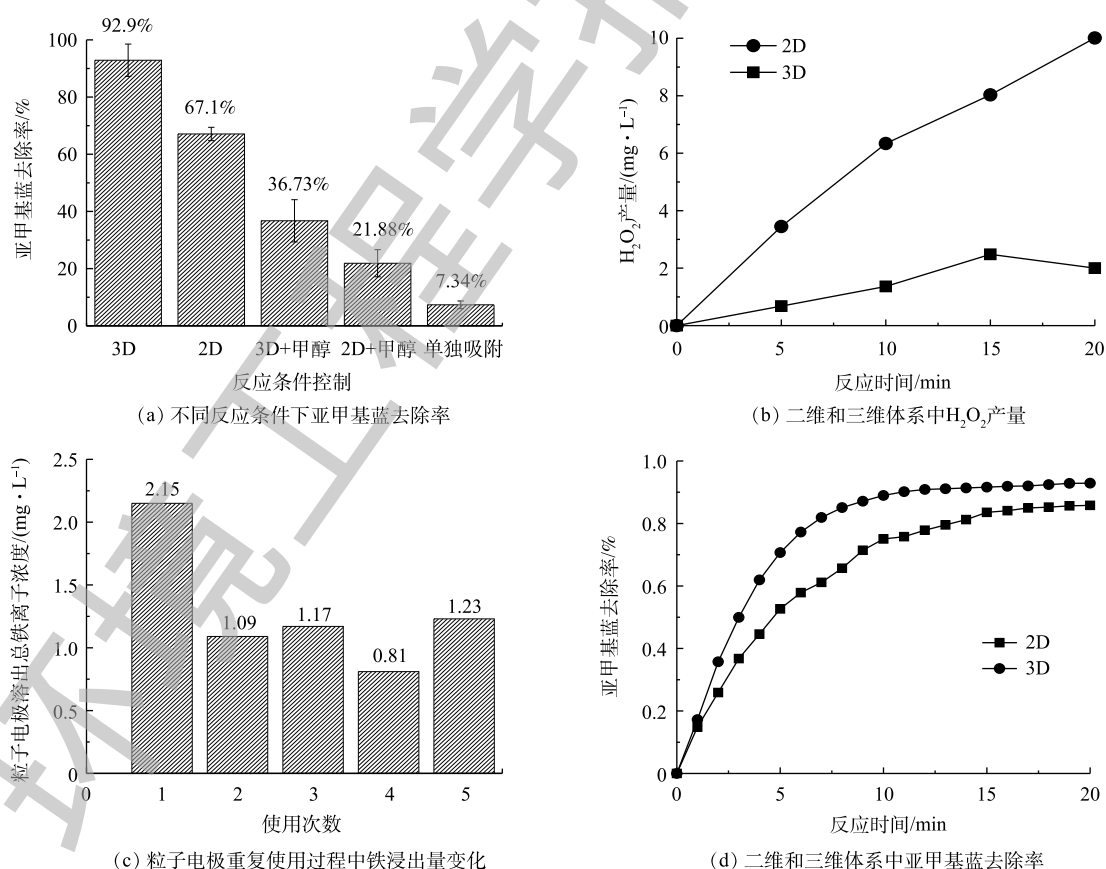 92.9%
67.1%
36.73%
21.88%
7.34%
100
80
60
40
20
0
亚甲基蓝去除率/%
3D 2D 3D+甲醇 2D+甲醇 单独吸附
反应条件控制
(a) 不同反应条件下亚甲基蓝去除率
2D
3D
10
8
6
4
2
0
H₂O₂产量/(mg·L⁻¹)
0 5 10 15 20
反应时间/min
(b) 二维和三维体系中H₂O₂产量
2.15
1.09
1.17
0.81
1.23
2.5
2.0
1.5
1.0
0.5
0
粒子电极溶出总铁离子浓度/(mg·L⁻¹)
0 1 2 3 4 5
使用次数
(c) 粒子电极重复使用过程中铁浸出量变化
1.0
0.8
0.6
0.4
0.2
0
亚甲基蓝去除率/%
2D
3D
0 5 10 15 20
反应时间/min
(d) 二维和三维体系中亚甲基蓝去除率
环境工程学报